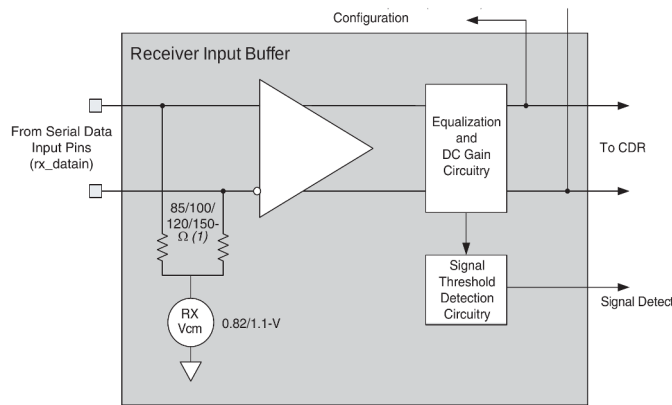 Configuration
Receiver Input Buffer
From Serial Data
Input Pins
(rx_datain)
Equalization
and
DC Gain
Circuitry
To CDR
85/100/
120/150-
Ω (1)
Signal
Threshold
Detection
Circuitry
Signal Detect
RX
Vcm
0.82/1.1-V